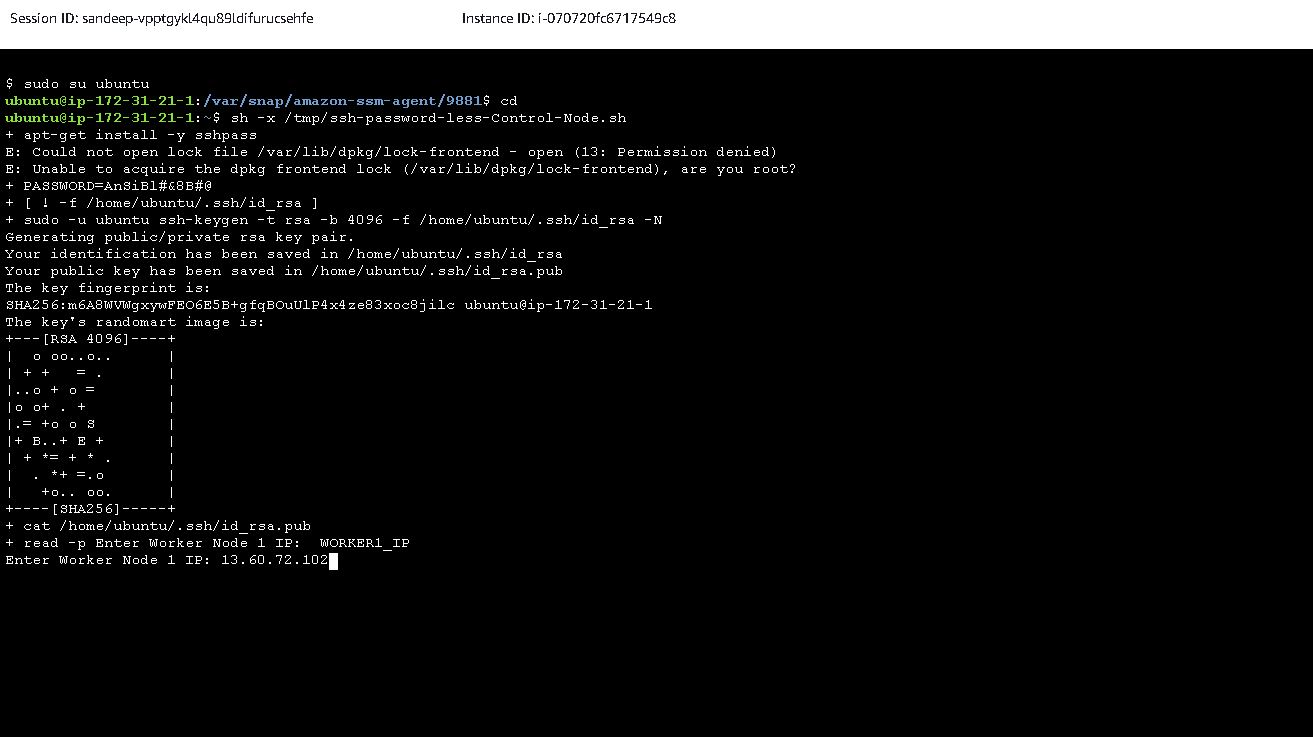 Session ID: sandeep-vpptgykl4qu89ldifurucsehfe Instance ID: i-070720fc6717549c8
$ sudo su ubuntu
ubuntu@ip-172-31-21-1:/var/snap/amazon-ssm-agent/9881$ cd
ubuntu@ip-172-31-21-1:~$ sh -x /tmp/ssh-password-less-Control-Node.sh
+ apt-get install -y sshpass
E: Could not open lock file /var/lib/dpkg/lock-frontend - open (13: Permission denied)
E: Unable to acquire the dpkg frontend lock (/var/lib/dpkg/lock-frontend), are you root?
+ PASSWORD=AnSiBl#&8B#@
+ [ ! -f /home/ubuntu/.ssh/id_rsa ]
+ sudo -u ubuntu ssh-keygen -t rsa -b 4096 -f /home/ubuntu/.ssh/id_rsa -N
Generating public/private rsa key pair.
Your identification has been saved in /home/ubuntu/.ssh/id_rsa
Your public key has been saved in /home/ubuntu/.ssh/id_rsa.pub
The key fingerprint is:
SHA256:m6A8WVWgxywFEO6E5B+gfqBOuUlP4x4ze83xoc8jilc ubuntu@ip-172-31-21-1
The key's randomart image is:
+---[RSA 4096]----+
|  o oo..o..      |
| + +   = .       |
|..o + o =        |
|o o+ . +         |
|.= +o o S        |
|+ B..+ E +       |
| + *= + * .      |
|  . *+ =.o       |
|   +o.. oo.      |
+----[SHA256]-----+
+ cat /home/ubuntu/.ssh/id_rsa.pub
+ read -p Enter Worker Node 1 IP:  WORKER1_IP
Enter Worker Node 1 IP: 13.60.72.102